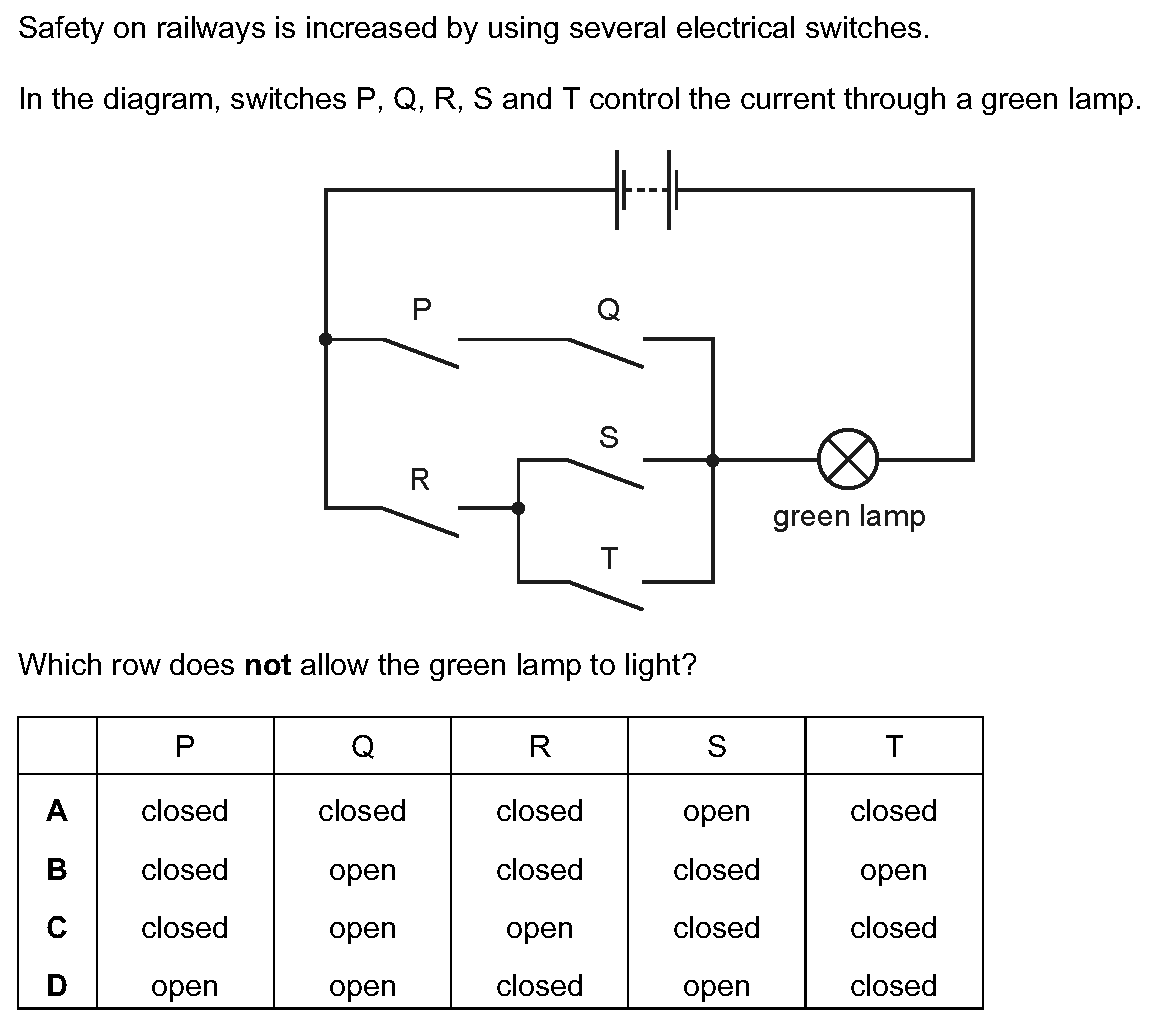 Safety on railways is increased by using several electrical switches.
In the diagram, switches P, Q, R, S and T control the current through a green lamp.
P
Q
S
R
green lamp
T
Which row does not allow the green lamp to light?
P Q R S T
A closed closed closed open closed
B closed open closed closed open
C closed open open closed closed
D open open closed open closed